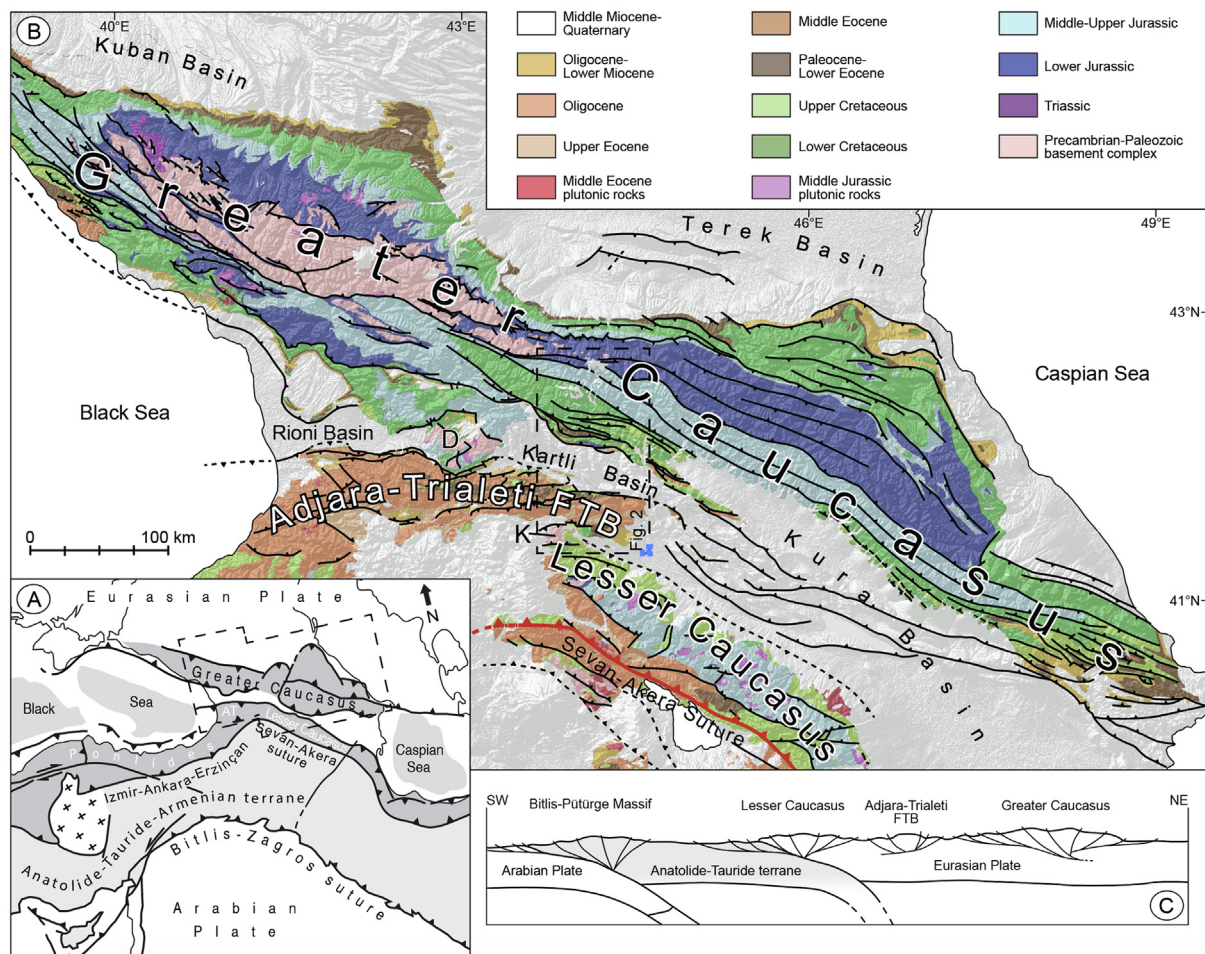 B
40°E
43°E
Kuban Basin
Middle Miocene-
Quaternary
Middle Eocene
Middle-Upper Jurassic
Oligocene-
Lower Miocene
Paleocene-
Lower Eocene
Lower Jurassic
Oligocene
Upper Cretaceous
Triassic
Upper Eocene
Lower Cretaceous
Precambrian-Paleozoic
basement complex
Middle Eocene
plutonic rocks
Middle Jurassic
plutonic rocks
46°E
49°E
Terek Basin
43°N
Greater Caucasus
Caspian Sea
Black Sea
Rioni Basin
D
Kartli Basin
Adjara-Trialeti FTB
Fig. 2
K
Kura Basin
Lesser Caucasus
41°N
Sevan-Akera Suture
0 100 km
A
Eurasian Plate
N
Greater Caucasus
Black Sea
AT
Lesser Caucasus
Sevan-Akera
suture
Caspian
Sea
Pontides
Izmir-Ankara-Erzinçan
Anatolide-Tauride-Armenian terrane
Bitlis-Zagros suture
Arabian
Plate
SW
Bitlis-Pütürge Massif
Lesser Caucasus
Adjara-Trialeti
FTB
Greater Caucasus
NE
Arabian Plate
Anatolide-Tauride terrane
Eurasian Plate
C